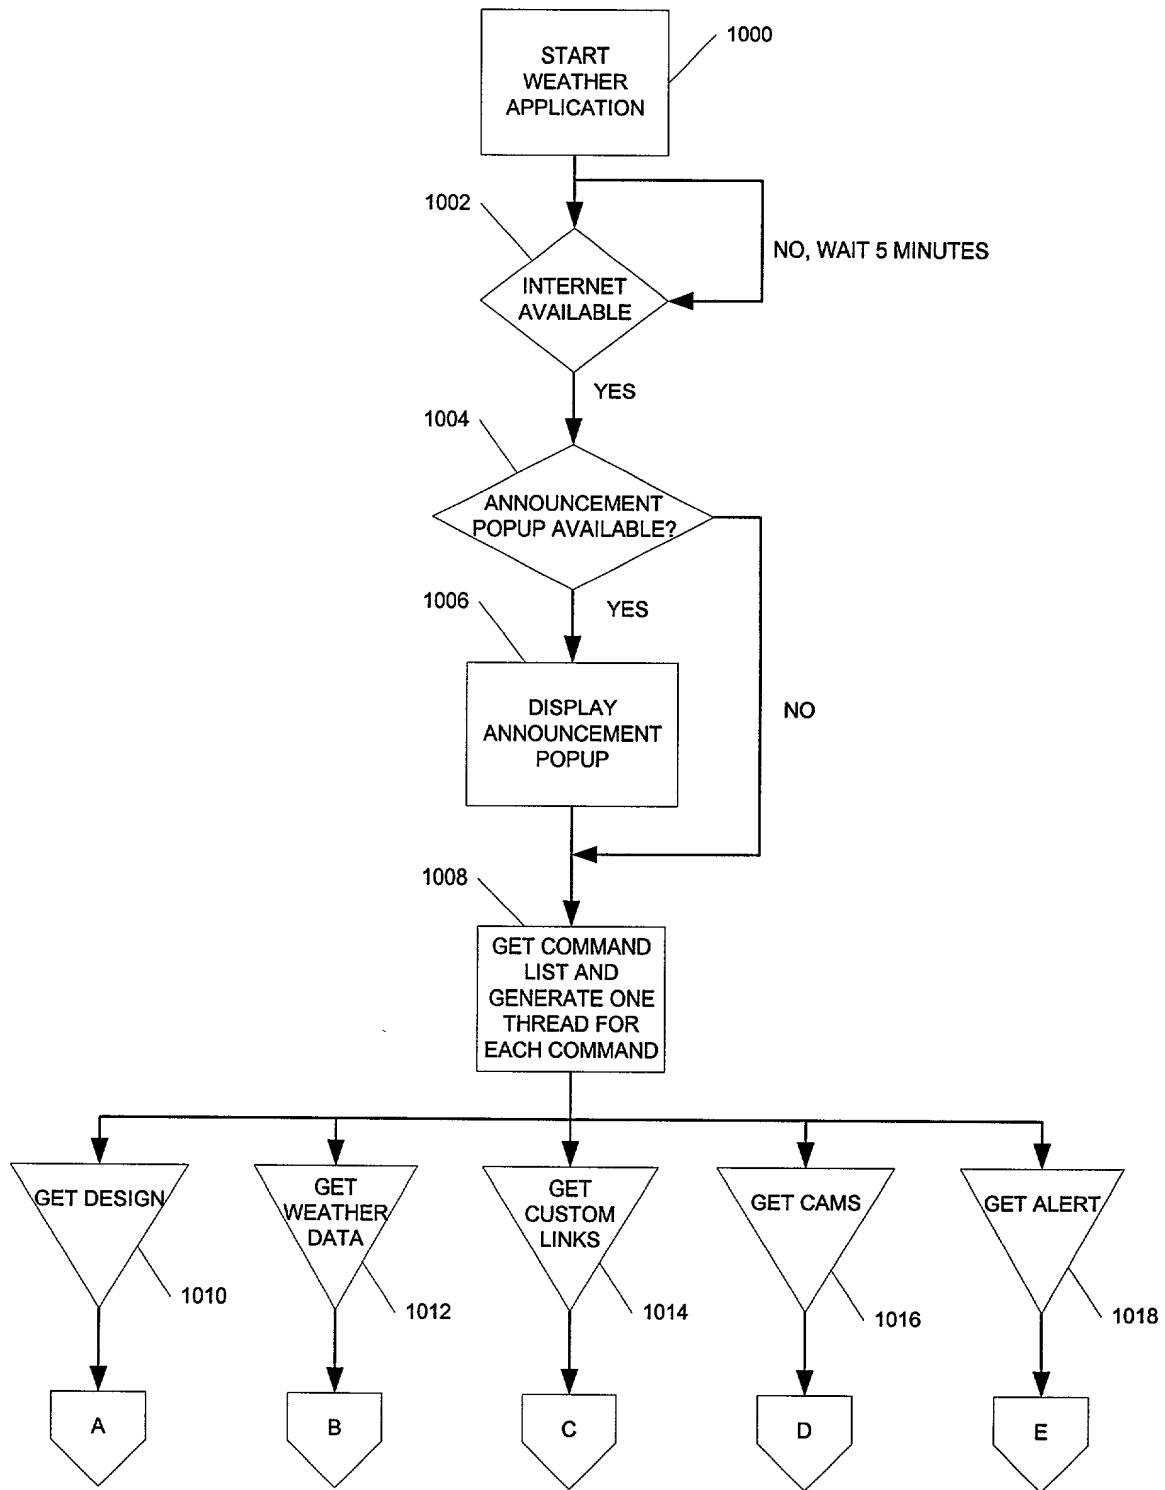 1000
START
WEATHER
APPLICATION
1002
NO, WAIT 5 MINUTES
INTERNET
AVAILABLE
YES
1004
ANNOUNCEMENT
POPUP AVAILABLE?
1006
YES
DISPLAY
ANNOUNCEMENT
POPUP
NO
1008
GET COMMAND
LIST AND
GENERATE ONE
THREAD FOR
EACH COMMAND
GET DESIGN
GET
WEATHER
DATA
GET
CUSTOM
LINKS
GET CAMS
GET ALERT
1010
1012
1014
1016
1018
A
B
C
D
E